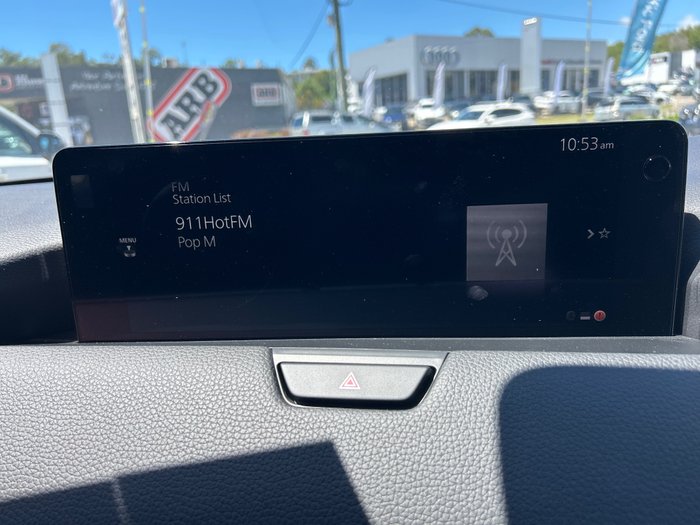 ARB
ARB
10:53 am
FM
Station List
911HotFM
Pop M
MENU